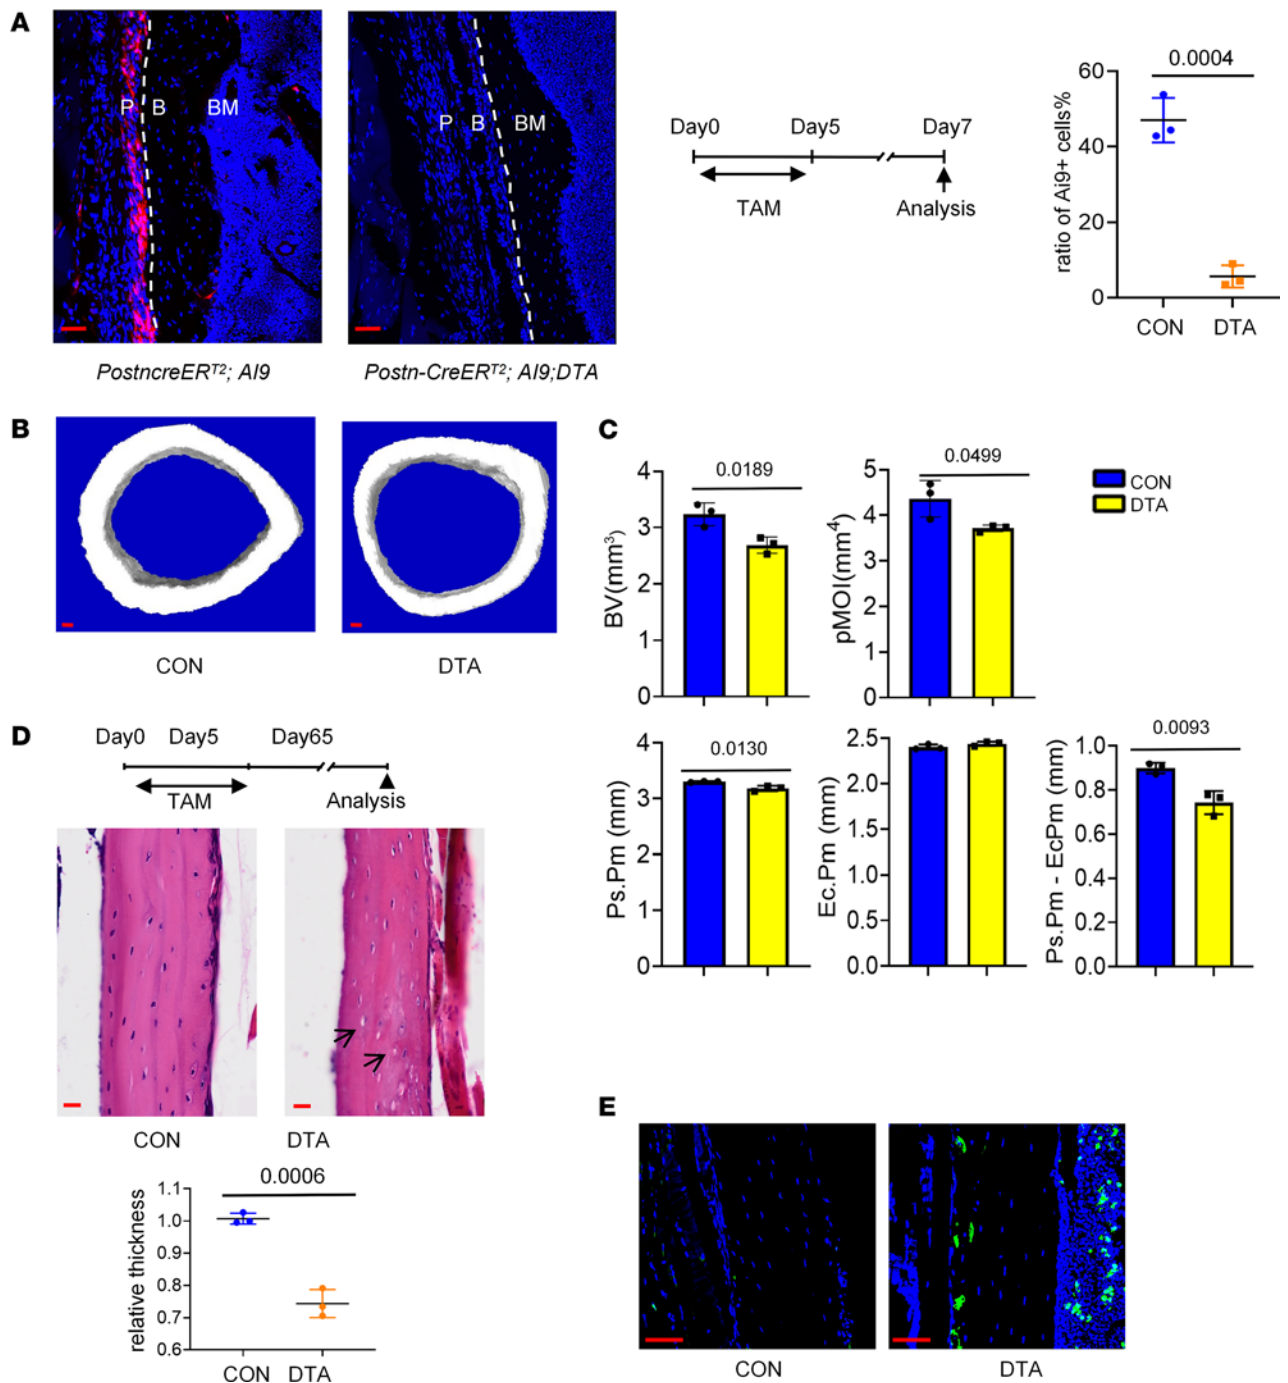 A
P B BM
P B BM
PostncreER^T2; AI9
Postn-CreER^T2; AI9;DTA
Day0 Day5 Day7
TAM Analysis
0.0004
ratio of Ai9+ cells%
60
40
20
0
CON DTA
B
CON
DTA
C
0.0189
BV(mm³)
4
3
2
1
0
0.0499
pMOI(mm⁴)
5
4
3
2
1
0
CON
DTA
0.0130
Ps.Pm (mm)
4
3
2
1
0
Ec.Pm (mm)
2.5
2.0
1.5
1.0
0.5
0.0
0.0093
Ps.Pm - EcPm (mm)
1.0
0.8
0.6
0.4
0.2
0.0
D
Day0 Day5 Day65
TAM Analysis
CON
DTA
0.0006
relative thickness
1.1
1.0
0.9
0.8
0.7
0.6
CON DTA
E
CON
DTA